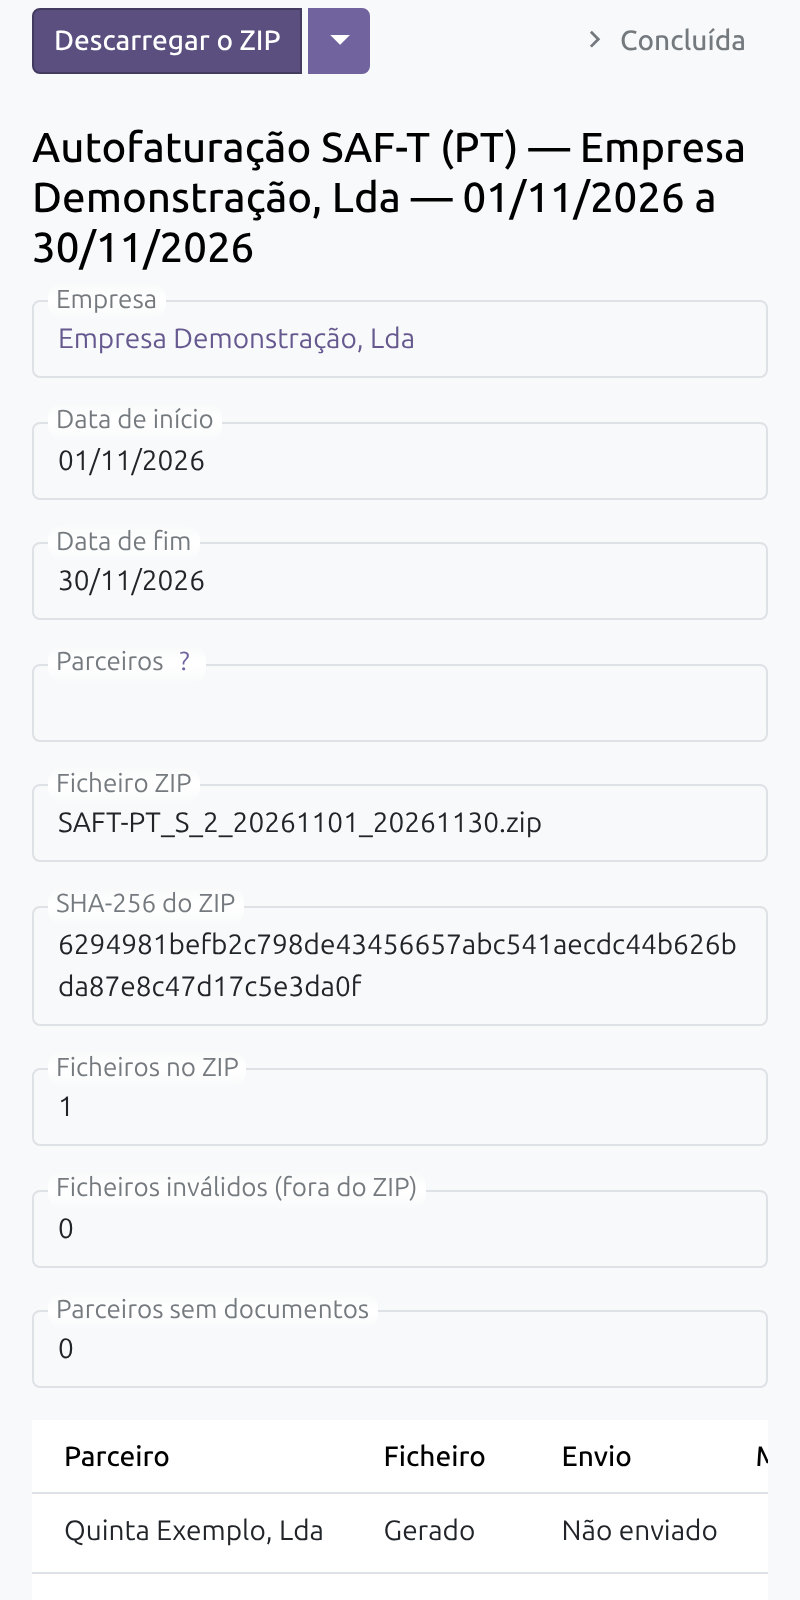 Descarregar o ZIP
Concluída
Autofaturação SAF-T (PT) — Empresa
Demonstração, Lda — 01/11/2026 a
30/11/2026
Empresa
Empresa Demonstração, Lda
Data de início
01/11/2026
Data de fim
30/11/2026
Parceiros ?
Ficheiro ZIP
SAFT-PT_S_2_20261101_20261130.zip
SHA-256 do ZIP
6294981befb2c798de43456657abc541aecdc44b626b
da87e8c47d17c5e3da0f
Ficheiros no ZIP
1
Ficheiros inválidos (fora do ZIP)
0
Parceiros sem documentos
0
Parceiro Ficheiro Envio
Quinta Exemplo, Lda Gerado Não enviado